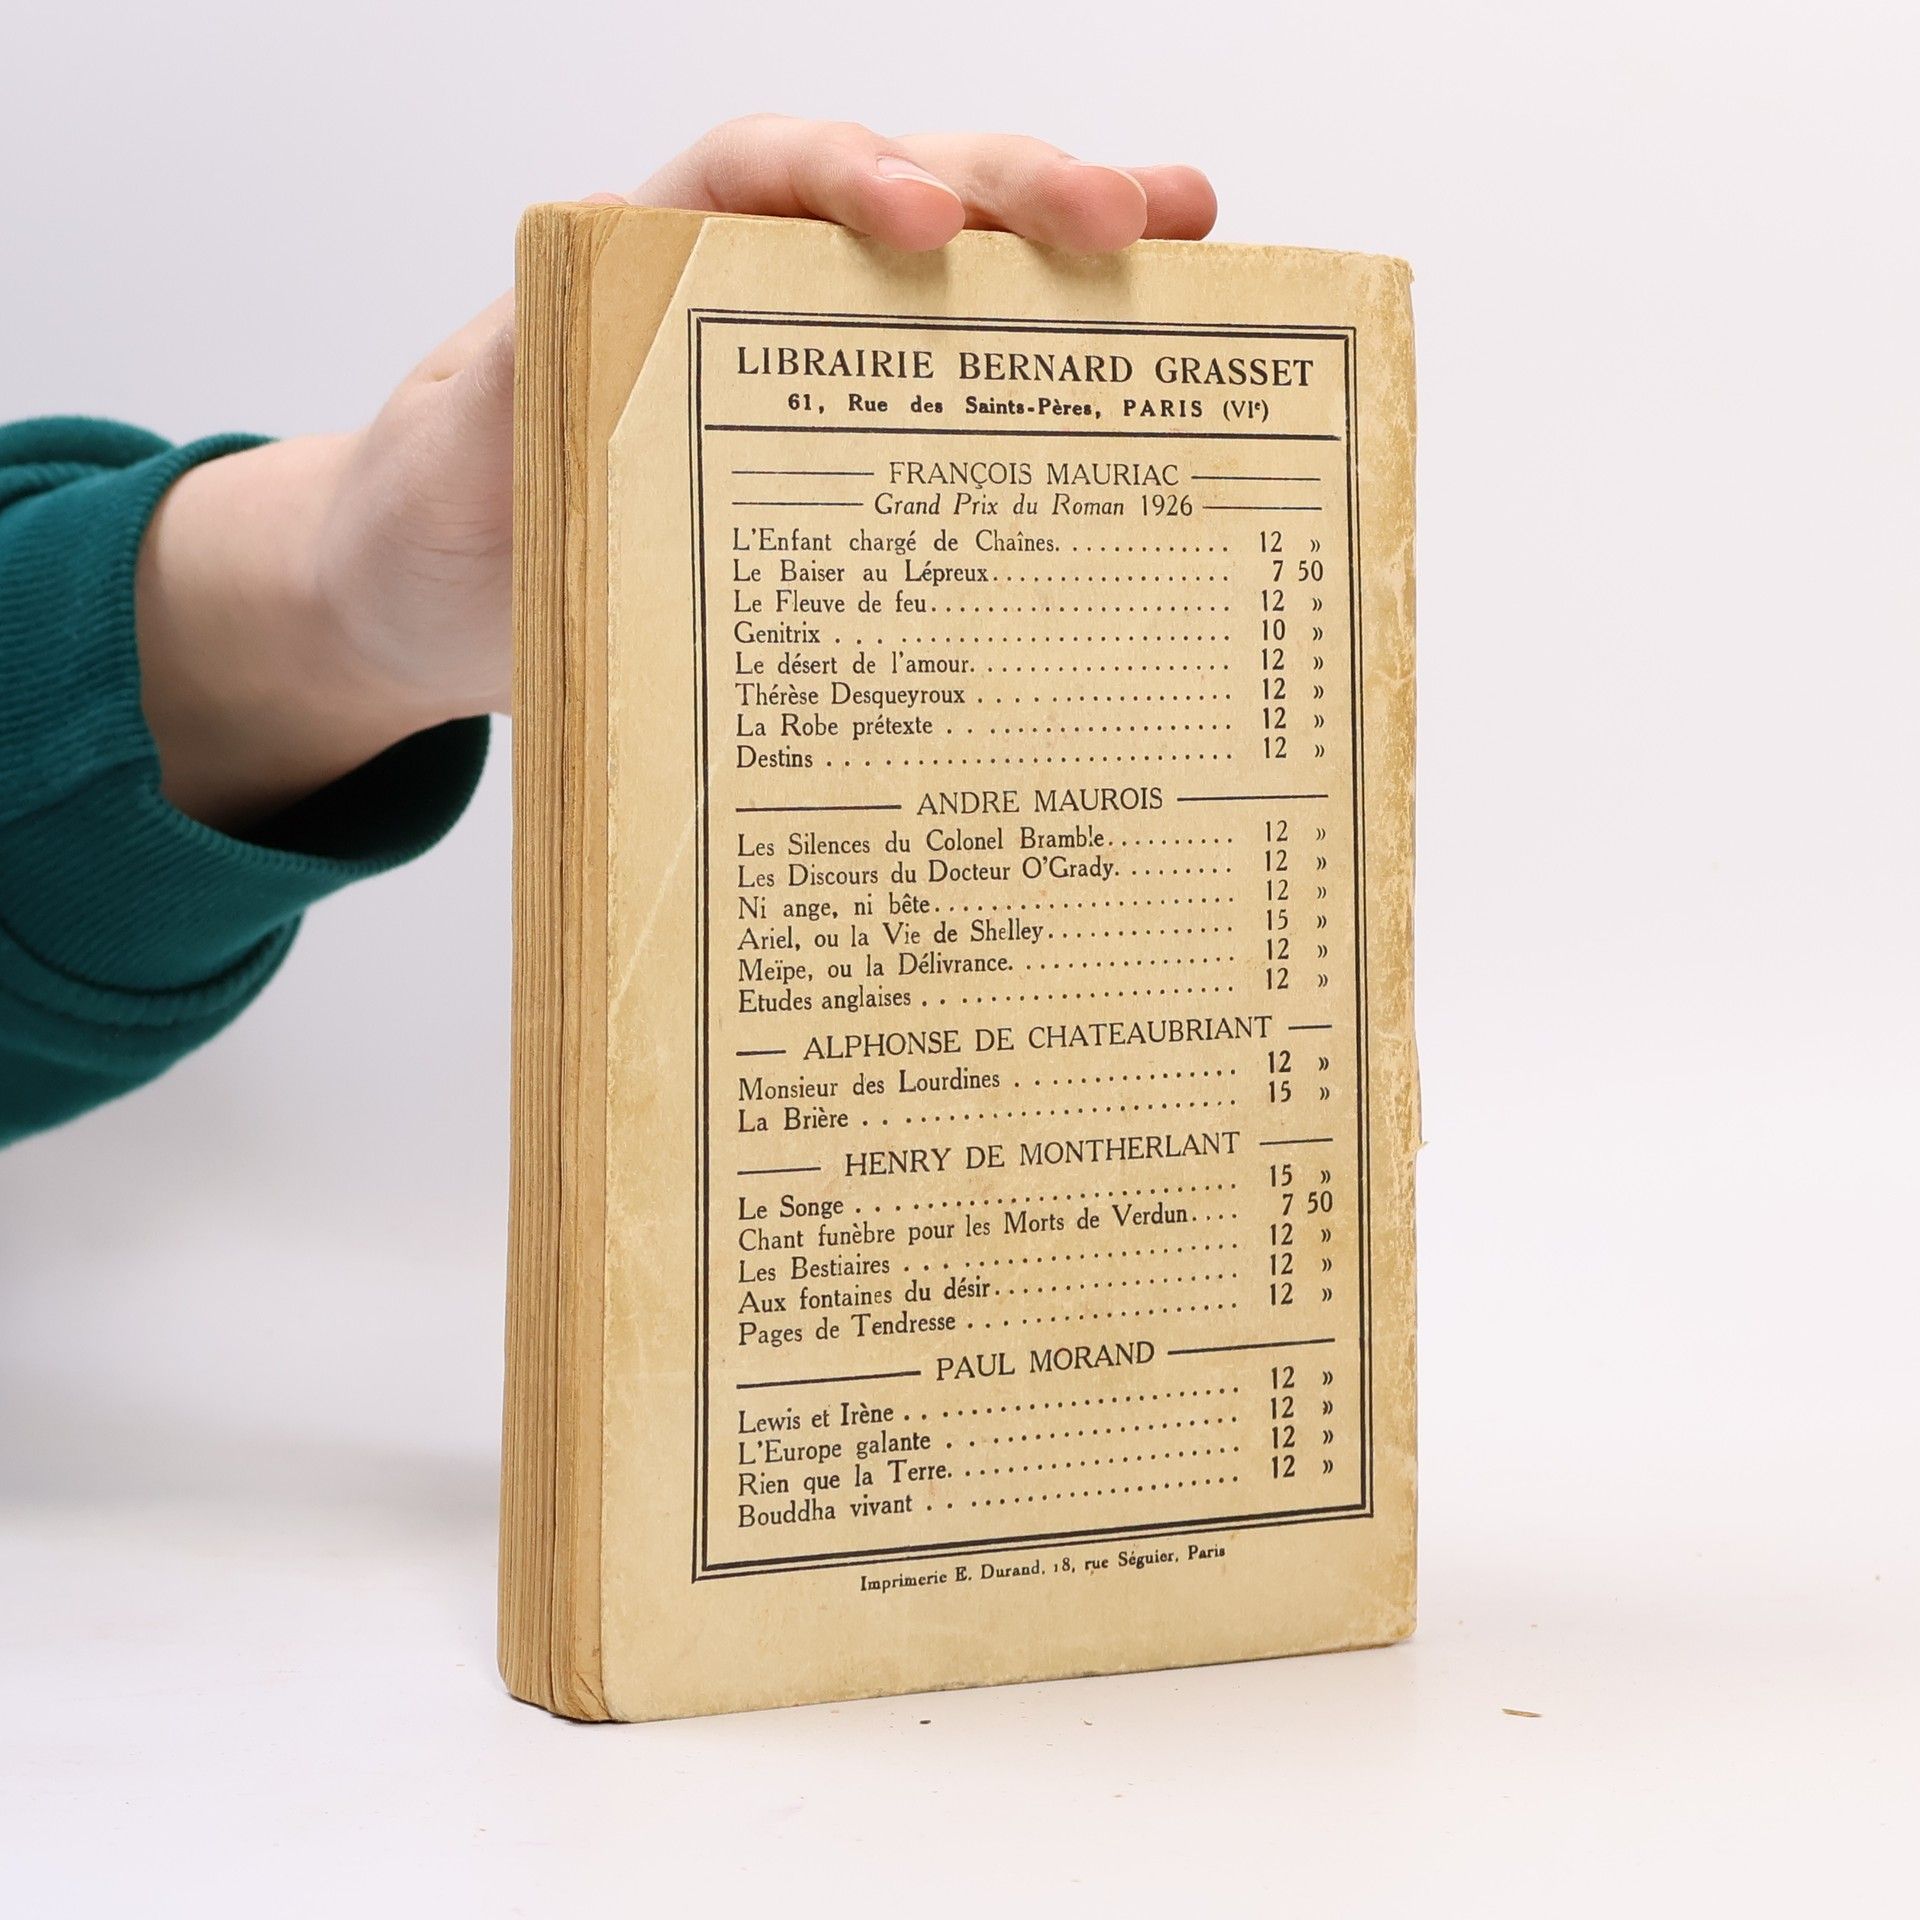 LIBRAIRIE BERNARD GRASSET
61, Rue des Saints-Pères, PARIS (VIᵉ)
FRANÇOIS MAURIAC
Grand Prix du Roman 1926
L'Enfant chargé de Chaînes. . . . . . . . . . . . . 12 »
Le Baiser au Lépreux. . . . . . . . . . . . . . . . . . 7 50
Le Fleuve de feu. . . . . . . . . . . . . . . . . . . . . . 12 »
Genitrix . . . . . . . . . . . . . . . . . . . . . . . . . . . 10 »
Le désert de l'amour. . . . . . . . . . . . . . . . . . . 12 »
Thérèse Desqueyroux . . . . . . . . . . . . . . . . . . 12 »
La Robe prétexte . . . . . . . . . . . . . . . . . . . . . 12 »
Destins . . . . . . . . . . . . . . . . . . . . . . . . . . . . 12 »
ANDRE MAUROIS
Les Silences du Colonel Bramble. . . . . . . . . . 12 »
Les Discours du Docteur O'Grady. . . . . . . . . 12 »
Ni ange, ni bête. . . . . . . . . . . . . . . . . . . . . . 12 »
Ariel, ou la Vie de Shelley. . . . . . . . . . . . . . 15 »
Meïpe, ou la Délivrance. . . . . . . . . . . . . . . . 12 »
Etudes anglaises . . . . . . . . . . . . . . . . . . . . . 12 »
ALPHONSE DE CHATEAUBRIANT
Monsieur des Lourdines . . . . . . . . . . . . . . . . 12 »
La Brière . . . . . . . . . . . . . . . . . . . . . . . . . . 15 »
HENRY DE MONTHERLANT
Le Songe . . . . . . . . . . . . . . . . . . . . . . . . . . 15 »
Chant funèbre pour les Morts de Verdun. . . . 7 50
Les Bestiaires . . . . . . . . . . . . . . . . . . . . . . . 12 »
Aux fontaines du désir. . . . . . . . . . . . . . . . . . 12 »
Pages de Tendresse . . . . . . . . . . . . . . . . . . . 12 »
PAUL MORAND
Lewis et Irène . . . . . . . . . . . . . . . . . . . . . . . 12 »
L'Europe galante . . . . . . . . . . . . . . . . . . . . . 12 »
Rien que la Terre. . . . . . . . . . . . . . . . . . . . . 12 »
Bouddha vivant . . . . . . . . . . . . . . . . . . . . . . 12 »
Imprimerie E. Durand, 18, rue Séguier, Paris